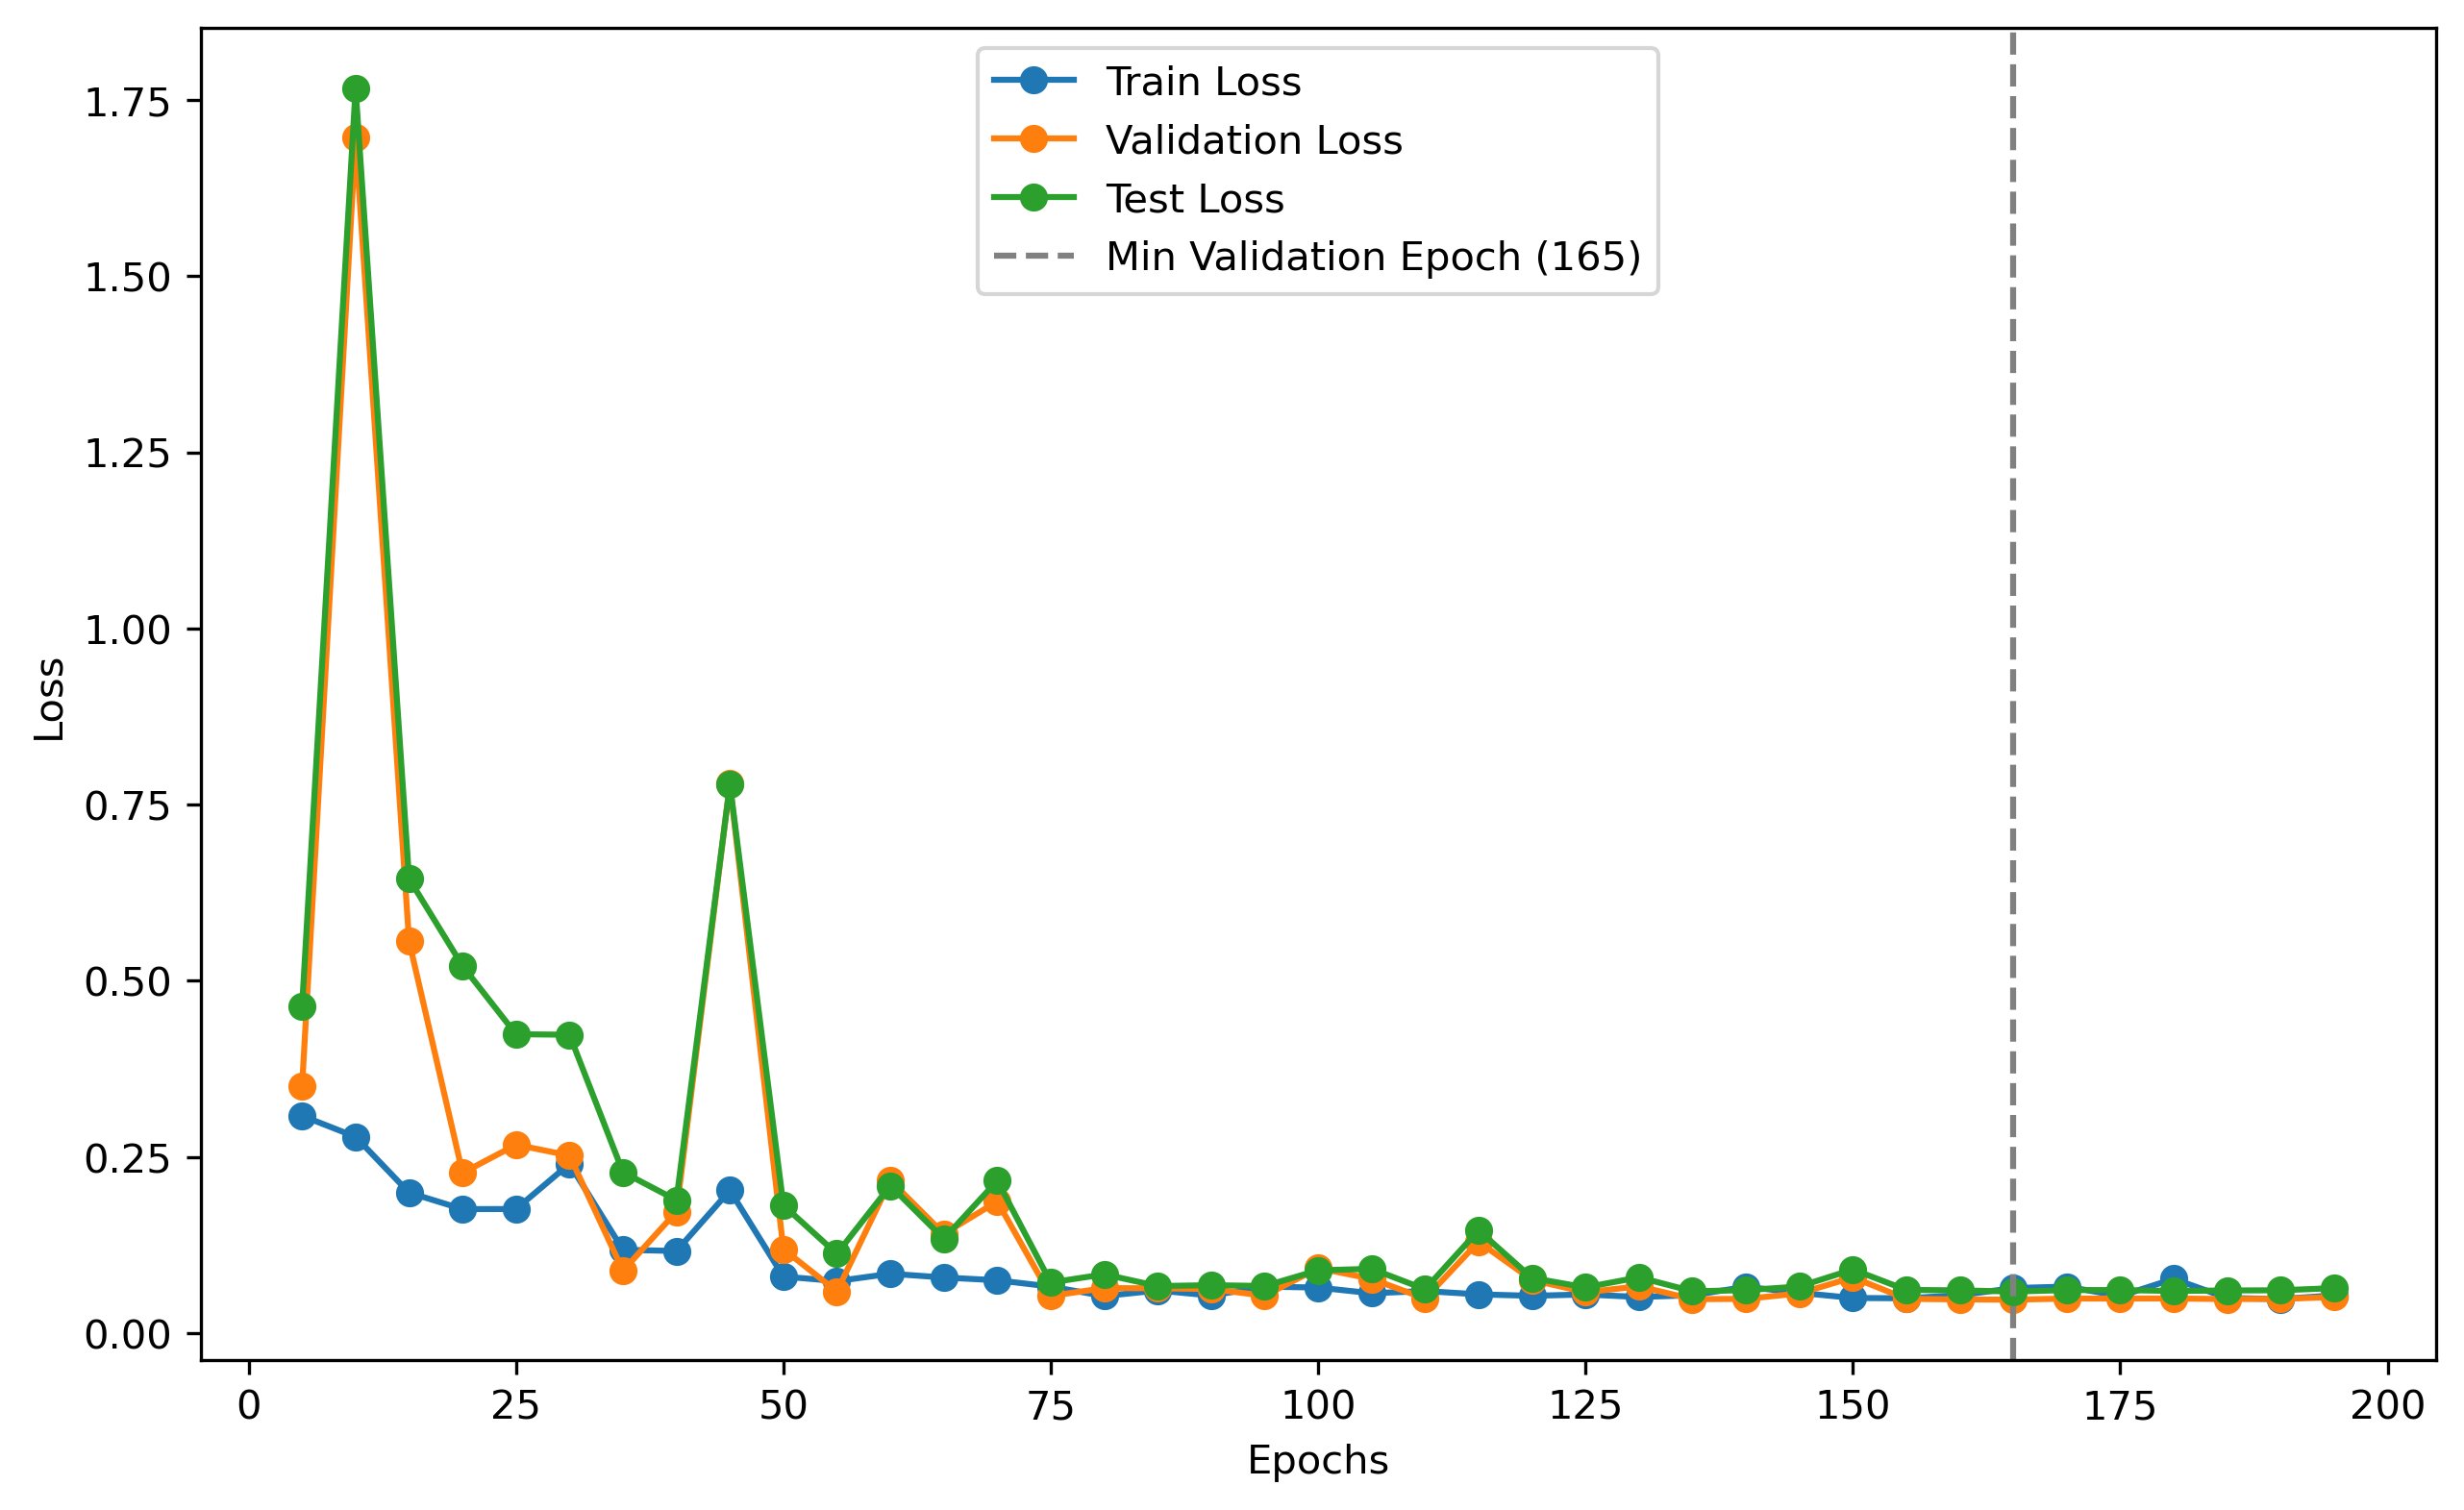 Train Loss
Validation Loss
Test Loss
Min Validation Epoch (165)
1.75
1.50
1.25
1.00
0.75
0.50
0.25
0.00
Loss
0 25 50 75 100 125 150 175 200
Epochs